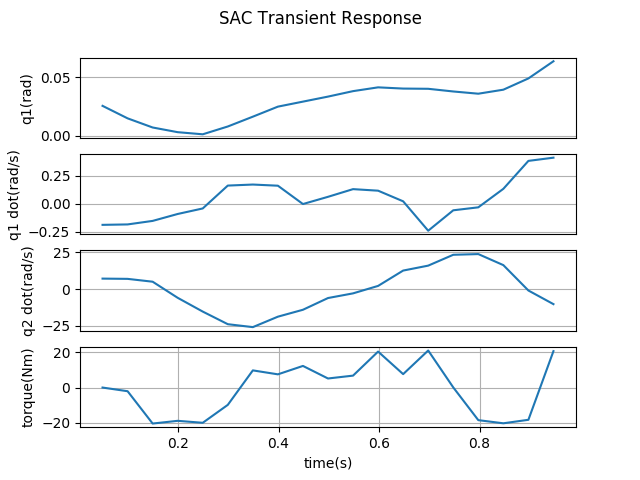 SAC Transient Response
0.05
0.00
q1(rad)
0.25
0.00
−0.25
q1 dot(rad/s)
25
0
−25
q2 dot(rad/s)
20
0
−20
torque(Nm)
0.2 0.4 0.6 0.8
time(s)